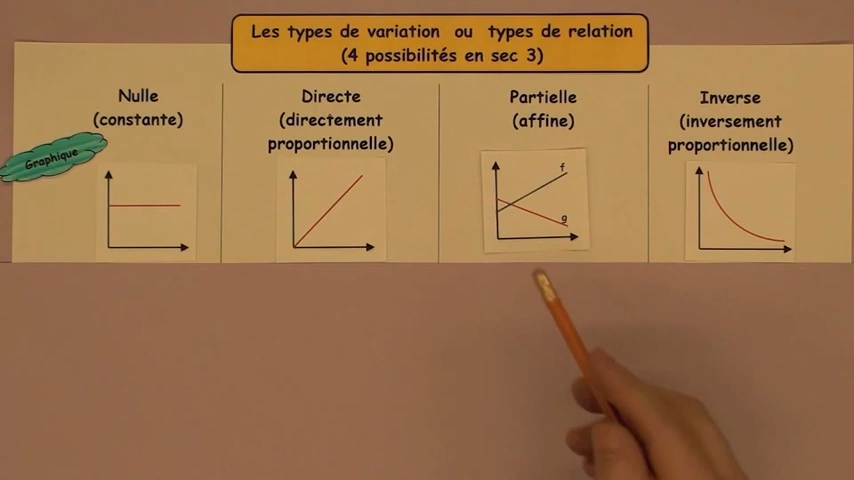 Les types de variation ou types de relation
(4 possibilités en sec 3)
Nulle
(constante)
Directe
(directement
proportionnelle)
Partielle
(affine)
Inverse
(inversement
proportionnelle)
Graphique
f
g